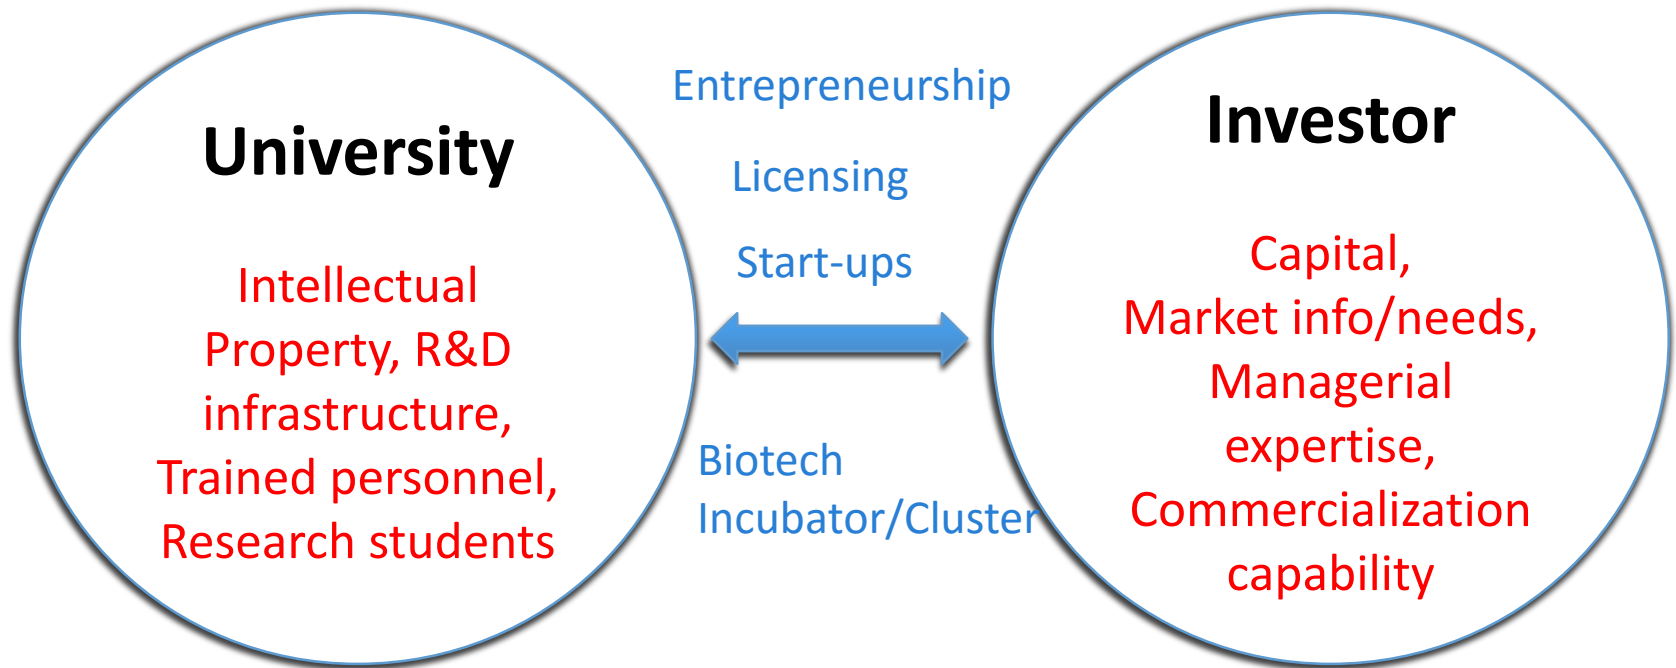 University
Intellectual
Property, R&D
infrastructure,
Trained personnel,
Research students
Entrepreneurship
Licensing
Start-ups
Biotech
Incubator/Cluster
Investor
Capital,
Market info/needs,
Managerial
expertise,
Commercialization
capability